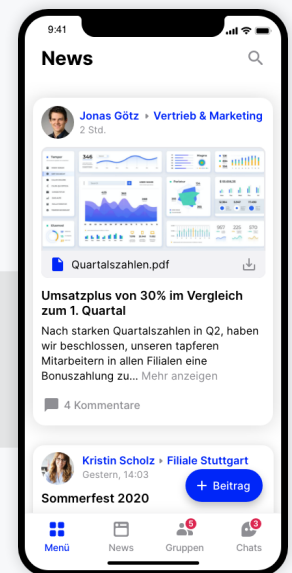 9:41
News
Jonas Götz ▸ Vertrieb & Marketing
2 Std.
346
Quartalszahlen.pdf
Umsatzplus von 30% im Vergleich
zum 1. Quartal
Nach starken Quartalszahlen in Q2, haben
wir beschlossen, unseren tapferen
Mitarbeitern in allen Filialen eine
Bonuszahlung zu... Mehr anzeigen
4 Kommentare
Kristin Scholz ▸ Filiale Stuttgart
Gestern, 14:03
+ Beitrag
Sommerfest 2020
5
3
Menü
News
Gruppen
Chats